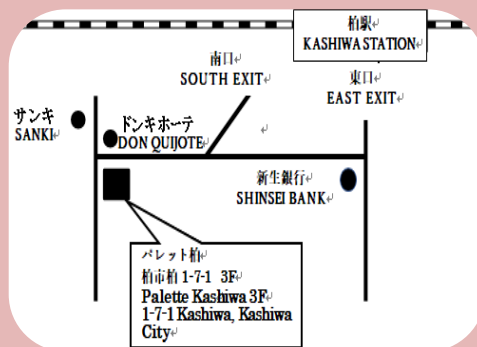 柏駅
KASHIWA STATION
南口
SOUTH EXIT
東口
EAST EXIT
サンキ
SANKI
ドンキホーテ
DON QUIJOTE
新生銀行
SHINSEI BANK
パレット柏
柏市柏 1-7-1 3F
Palette Kashiwa 3F
1-7-1 Kashiwa, Kashiwa
City